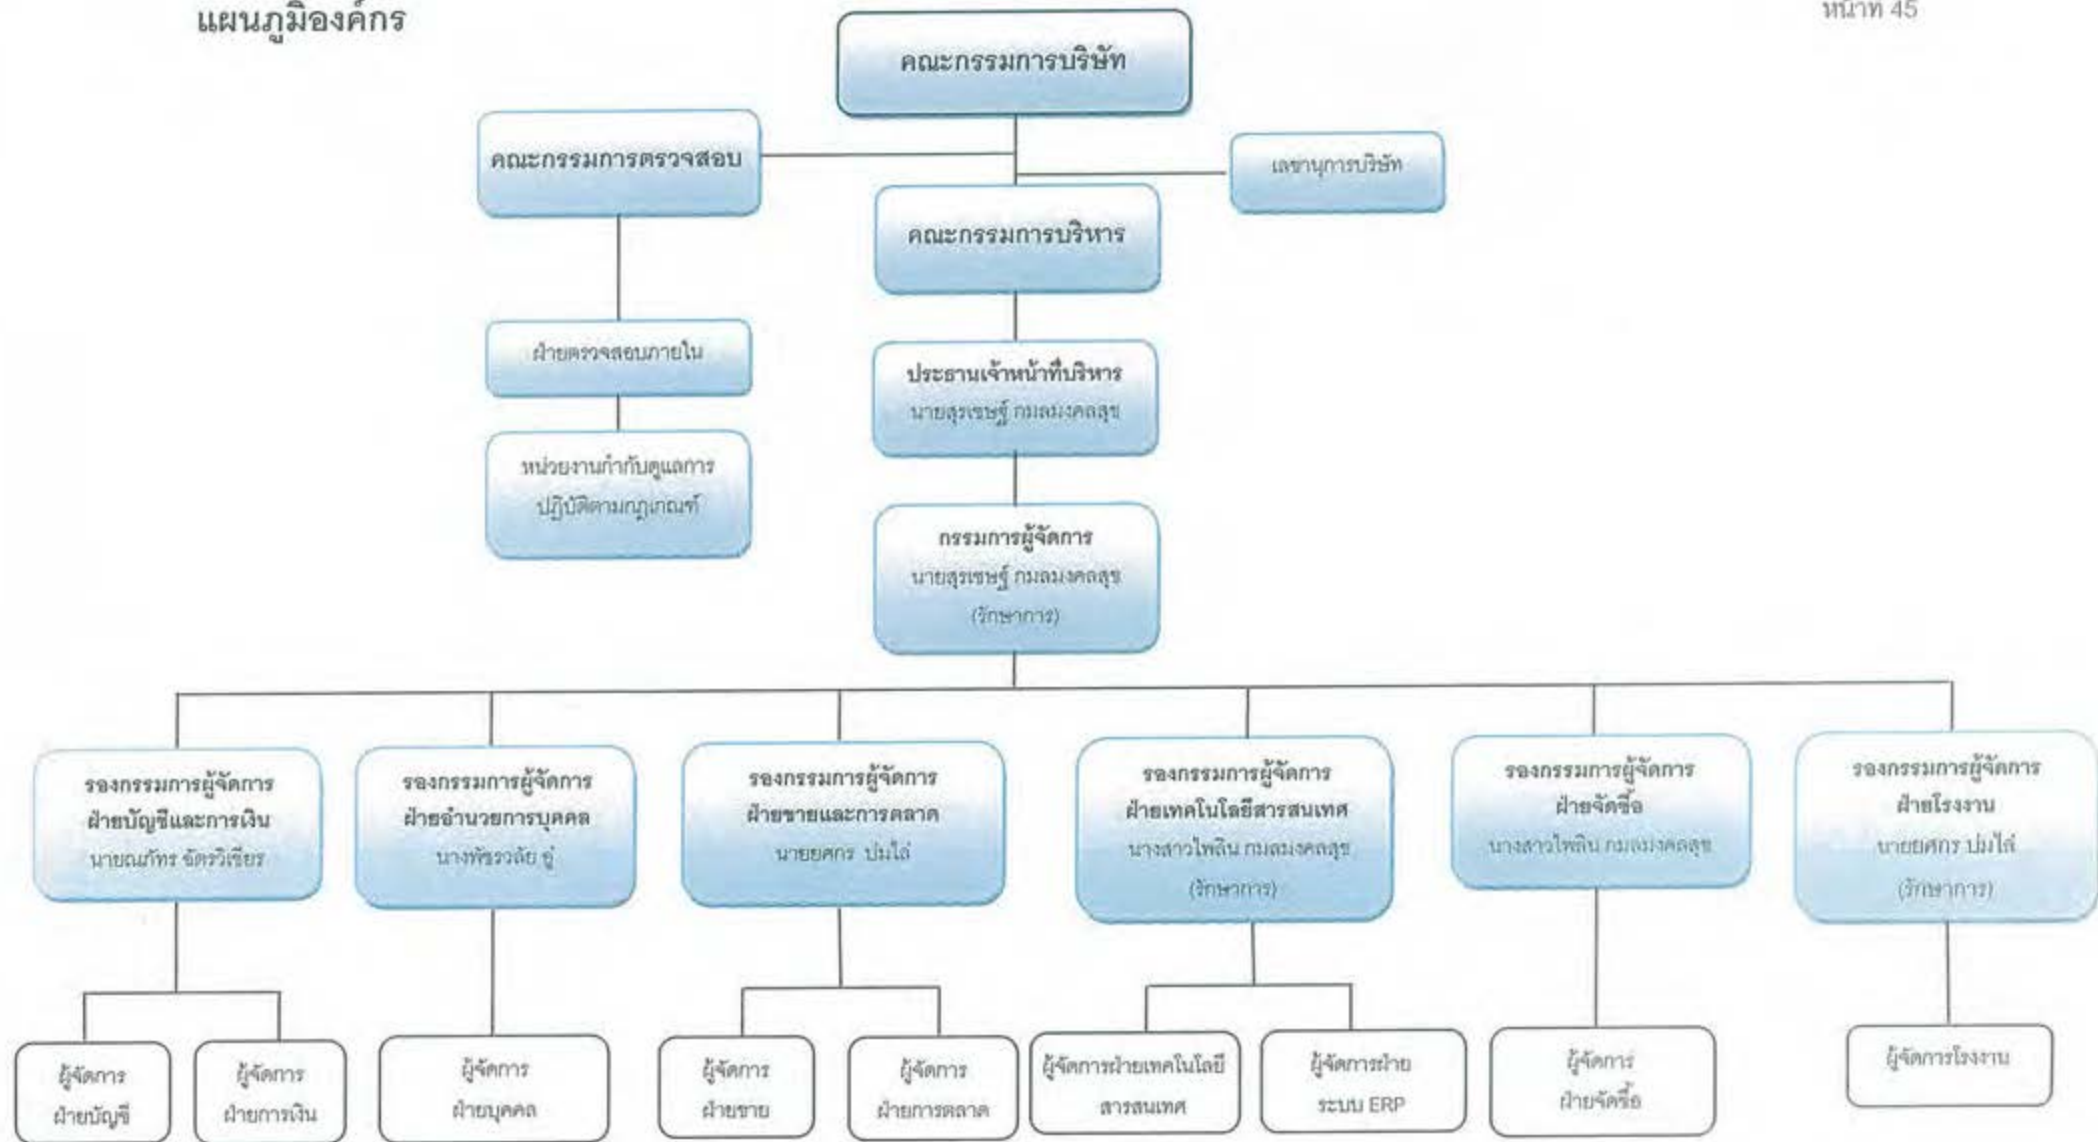 แผนภูมิองค์กร
หน้าที่ 45
คณะกรรมการบริษัท
คณะกรรมการตรวจสอบ
เลขานุการบริษัท
คณะกรรมการบริหาร
ฝ่ายตรวจสอบภายใน
ประธานเจ้าหน้าที่บริหาร
นายสุรเชษฐ์ กมลมงคลสุข
หน่วยงานกำกับดูแลการ
ปฏิบัติตามกฎเกณฑ์
กรรมการผู้จัดการ
นายสุรเชษฐ์ กมลมงคลสุข
(รักษาการ)
รองกรรมการผู้จัดการ
ฝ่ายบัญชีและการเงิน
นายณภัทร ฉัตรวิเชียร
รองกรรมการผู้จัดการ
ฝ่ายอำนวยการบุคคล
นางพัชรวลัย อู่
รองกรรมการผู้จัดการ
ฝ่ายขายและการตลาด
นายยศกร ปมไล่
รองกรรมการผู้จัดการ
ฝ่ายเทคโนโลยีสารสนเทศ
นางสาวไพลิน กมลมงคลสุข
(รักษาการ)
รองกรรมการผู้จัดการ
ฝ่ายจัดซื้อ
นางสาวไพลิน กมลมงคลสุข
รองกรรมการผู้จัดการ
ฝ่ายโรงงาน
นายยศกร ปมไล่
(รักษาการ)
ผู้จัดการ
ฝ่ายบัญชี
ผู้จัดการ
ฝ่ายการเงิน
ผู้จัดการ
ฝ่ายบุคคล
ผู้จัดการ
ฝ่ายขาย
ผู้จัดการ
ฝ่ายการตลาด
ผู้จัดการฝ่ายเทคโนโลยี
สารสนเทศ
ผู้จัดการฝ่าย
ระบบ ERP
ผู้จัดการ
ฝ่ายจัดซื้อ
ผู้จัดการโรงงาน